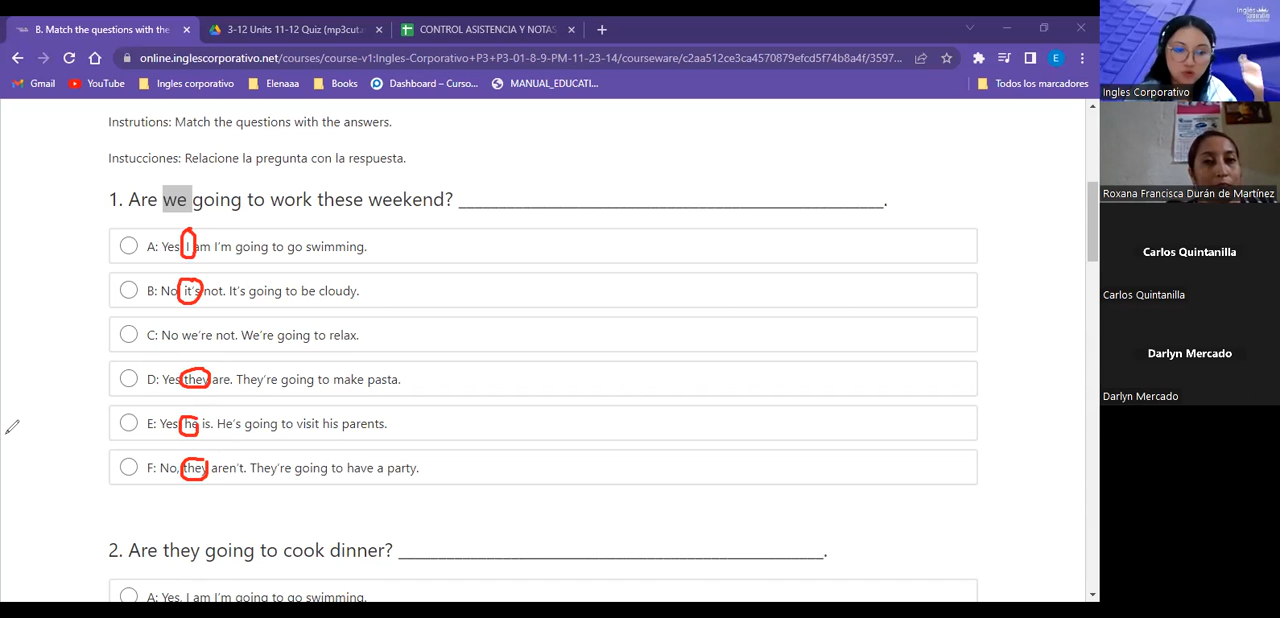 B. Match the questions with the
3-12 Units 11-12 Quiz (mp3cut.
CONTROL ASISTENCIA Y NOTAS
online.inglescorporativo.net/courses/course-v1:Ingles-Corporativo+P3+P3-01-8-9-PM-11-23-14/courseware/c2aa512ce3ca4570879efcd5f74b8a4f/3597...
E
Gmail
YouTube
Ingles corporativo
Elenaaa
Books
Dashboard – Curso...
MANUAL_EDUCATI...
Todos los marcadores
Instrutions: Match the questions with the answers.
Instucciones: Relacione la pregunta con la respuesta.
1. Are we going to work these weekend? ______________________________.
A: Yes, I am I'm going to go swimming.
B: No, it's not. It's going to be cloudy.
C: No we're not. We're going to relax.
D: Yes they are. They're going to make pasta.
E: Yes, he is. He's going to visit his parents.
F: No, they aren't. They're going to have a party.
2. Are they going to cook dinner? ______________________________.
A: Yes, I am I'm going to go swimming.
Ingles Corporativo
Roxana Francisca Durán de Martínez
Carlos Quintanilla
Carlos Quintanilla
Darlyn Mercado
Darlyn Mercado